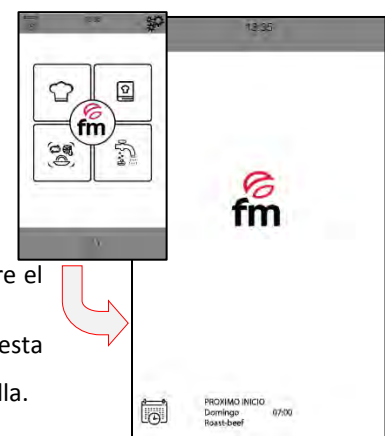 13:35
fm
fm
re el
esta
lla.
PROXIMO INICIO
Domingo 07:00
Roast-beef